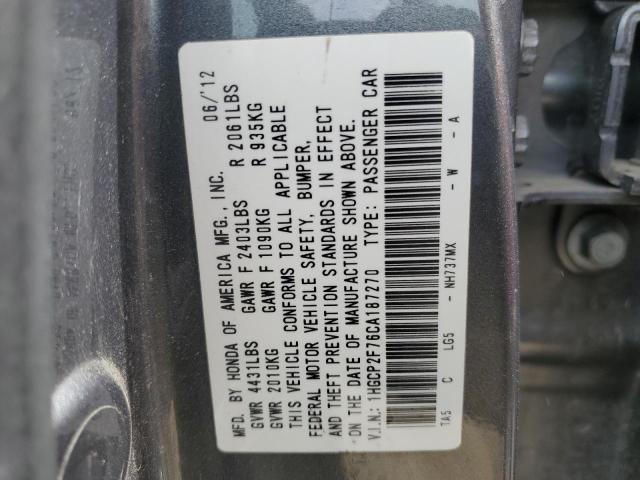 MFD. BY HONDA OF AMERICA MFG., INC. 06/'12
GVWR 4431LBS GAWR F 2403LBS R 2061LBS
GVWR 2010KG GAWR F 1090KG R 935KG
THIS VEHICLE CONFORMS TO ALL APPLICABLE
FEDERAL MOTOR VEHICLE SAFETY, BUMPER,
AND THEFT PREVENTION STANDARDS IN EFFECT
ON THE DATE OF MANUFACTURE SHOWN ABOVE.
V.I.N.: 1HGCP2F76CA187270 TYPE: PASSENGER CAR
TA5 C LG5 - NH737MX - W - A